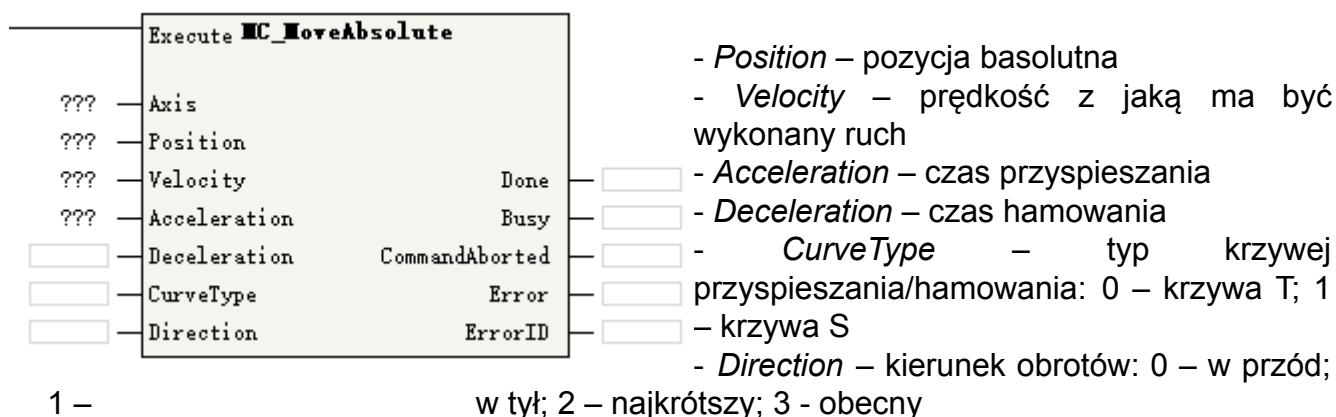 Execute MC_MoveAbsolute
??? Axis
??? Position
??? Velocity Done
??? Acceleration Busy
Deceleration CommandAborted
CurveType Error
Direction ErrorID
- Position – pozycja basolutna
- Velocity – prędkość z jaką ma być
wykonany ruch
- Acceleration – czas przyspieszania
- Deceleration – czas hamowania
- CurveType – typ krzywej
przyspieszania/hamowania: 0 – krzywa T; 1
– krzywa S
- Direction – kierunek obrotów: 0 – w przód;
1 – w tył; 2 – najkrótszy; 3 - obecny